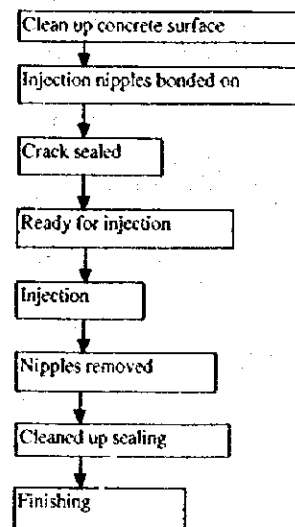 Clean up concrete surface
Injection nipples bonded on
Crack sealed
Ready for injection
Injection
Nipples removed
Cleaned up sealing
Finishing